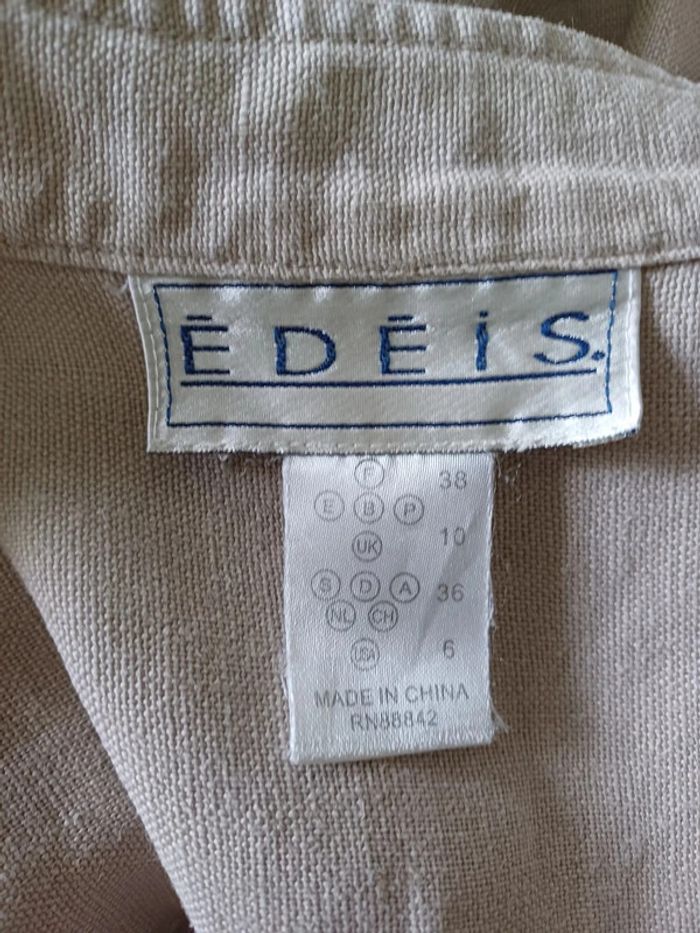 ÉDÉiS.
F 38
E B P
UK 10
S D A 36
NL CH
USA 6
MADE IN CHINA
RN88842